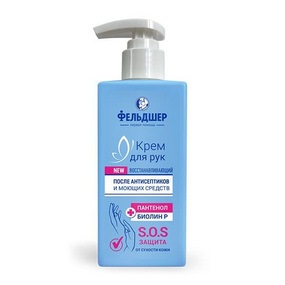 ФЕЛЬДШЕР
Крем
для рук
NEW ВОССТАНАВЛИВАЮЩИЙ
ПОСЛЕ АНТИСЕПТИКОВ
И МОЮЩИХ СРЕДСТВ
ПАНТЕНОЛ
БИОЛИН Р
S.O.S
ЗАЩИТА
ОТ СУХОСТИ КОЖИ